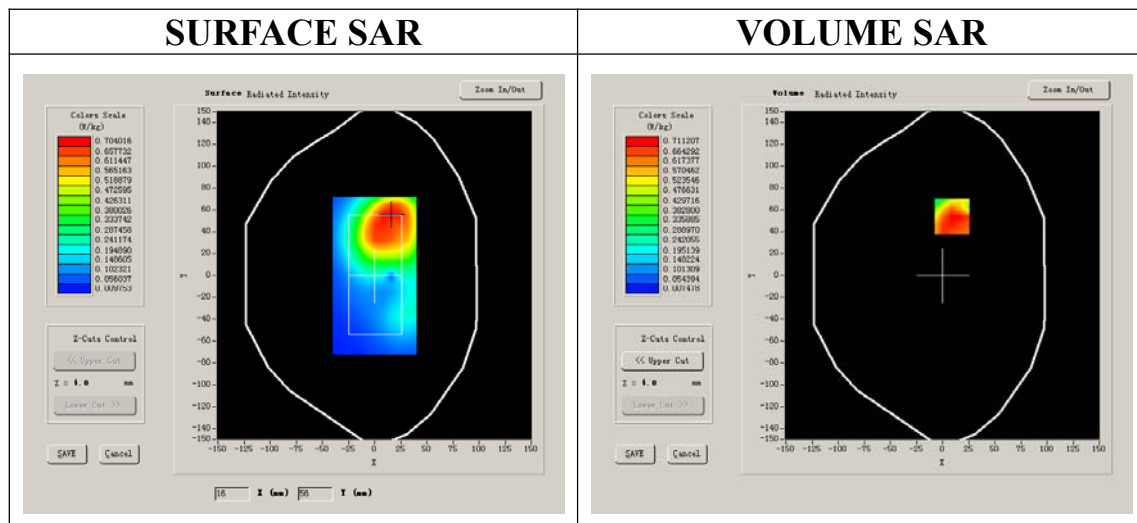 SURFACE SAR
VOLUME SAR
Surface Radiated Intensity
Zoom In/Out
Colors Scale
(W/kg)
0.704016
0.657732
0.611447
0.565163
0.518879
0.472595
0.426311
0.380026
0.333742
0.287458
0.241174
0.194890
0.148605
0.102321
0.056037
0.009753
150
140
120
100
80
60
40
20
0
-20
-40
-60
-80
-100
-120
-140
-150
Y
-150 -125 -100 -75 -50 -25 0 25 50 75 100 125 150
X
Z-Cuts Control
<< Upper Cut
Z = 4.0 mm
Lower Cut >>
SAVE Cancel
16 X (mm) 56 Y (mm)
Volume Radiated Intensity
Zoom In/Out
Colors Scale
(W/kg)
0.711207
0.664292
0.617377
0.570462
0.523546
0.476631
0.429716
0.382800
0.335885
0.288970
0.242055
0.195139
0.148224
0.101309
0.054394
0.007478
150
140
120
100
80
60
40
20
0
-20
-40
-60
-80
-100
-120
-140
-150
Y
-150 -125 -100 -75 -50 -25 0 25 50 75 100 125 150
X
Z-Cuts Control
<< Upper Cut
Z = 4.0 mm
Lower Cut >>
SAVE Cancel